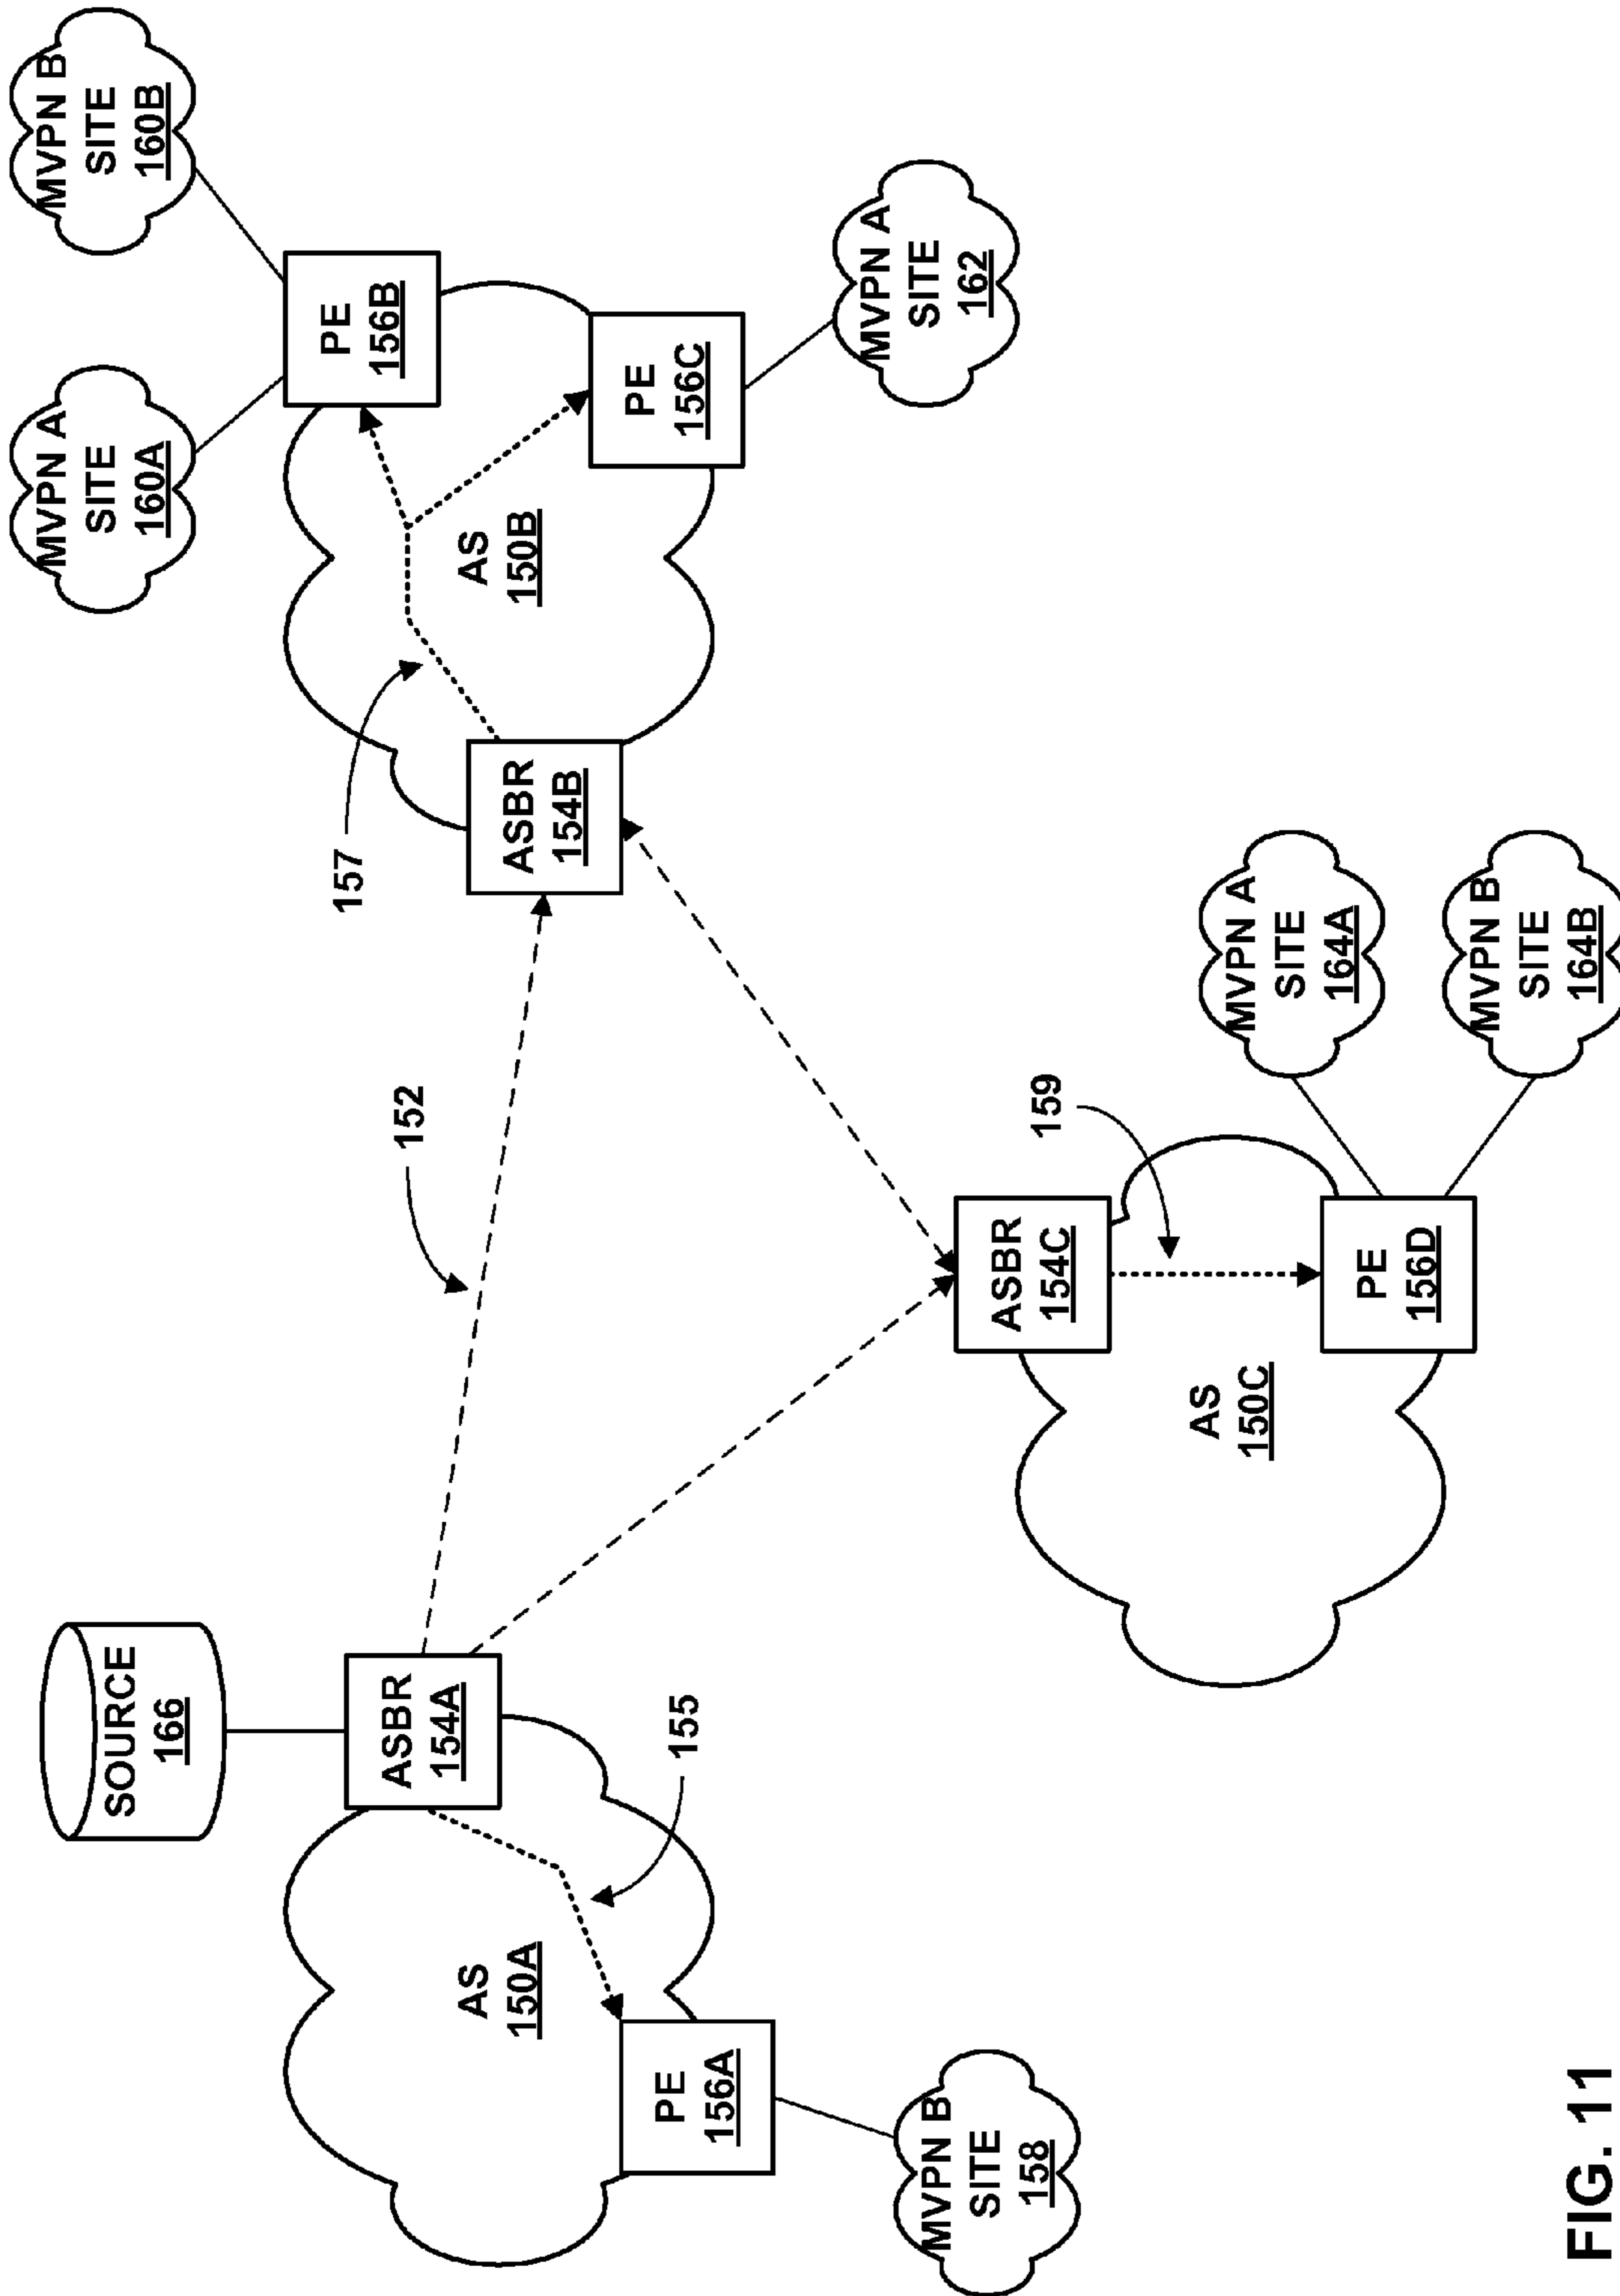 SOURCE
166
ASBR
154A
AS
150A
155
PE
156A
MVPN B
SITE
158
152
157
ASBR
154B
AS
150B
PE
156B
PE
156C
MVPN A
SITE
160A
MVPN B
SITE
160B
MVPN A
SITE
162
ASBR
154C
159
AS
150C
PE
156D
MVPN A
SITE
164A
MVPN B
SITE
164B
FIG. 11